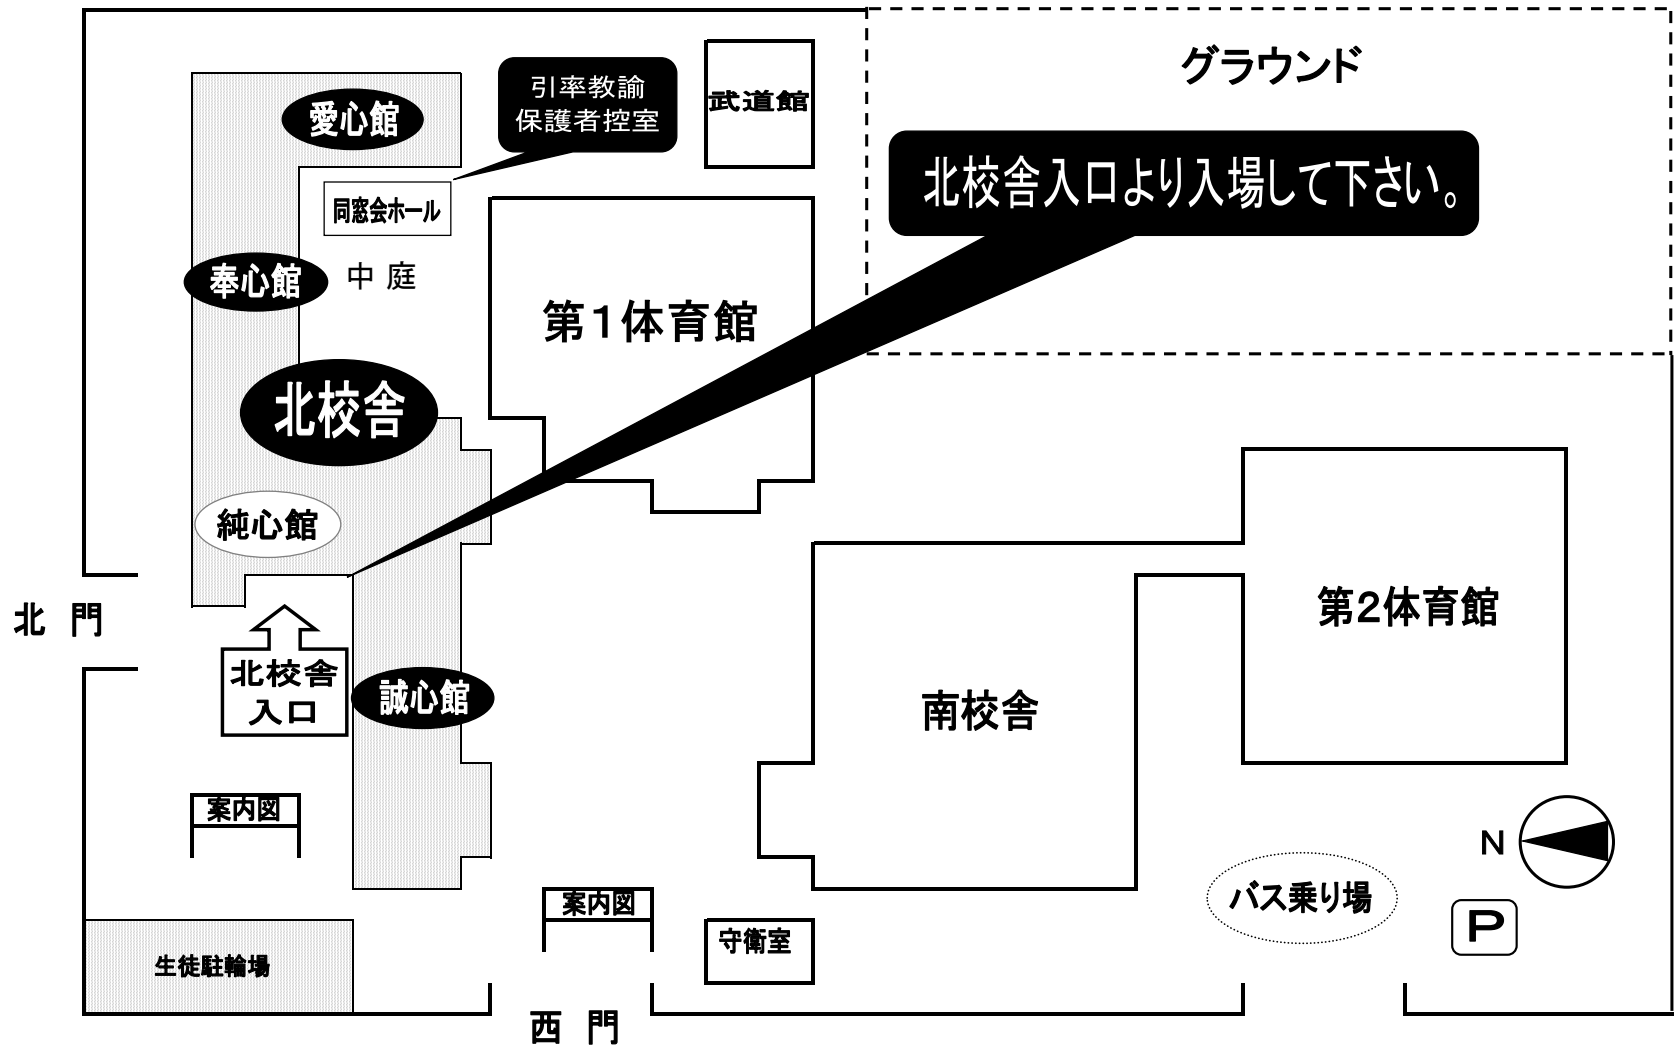 グラウンド
引率教諭
保護者控室
武道館
愛心館
北校舎入口より入場して下さい。
同窓会ホール
奉心館
中 庭
第1体育館
北校舎
純心館
北 門
第2体育館
北校舎
入口
誠心館
南校舎
案内図
N
バス乗り場
案内図
P
守衛室
生徒駐輪場
西 門